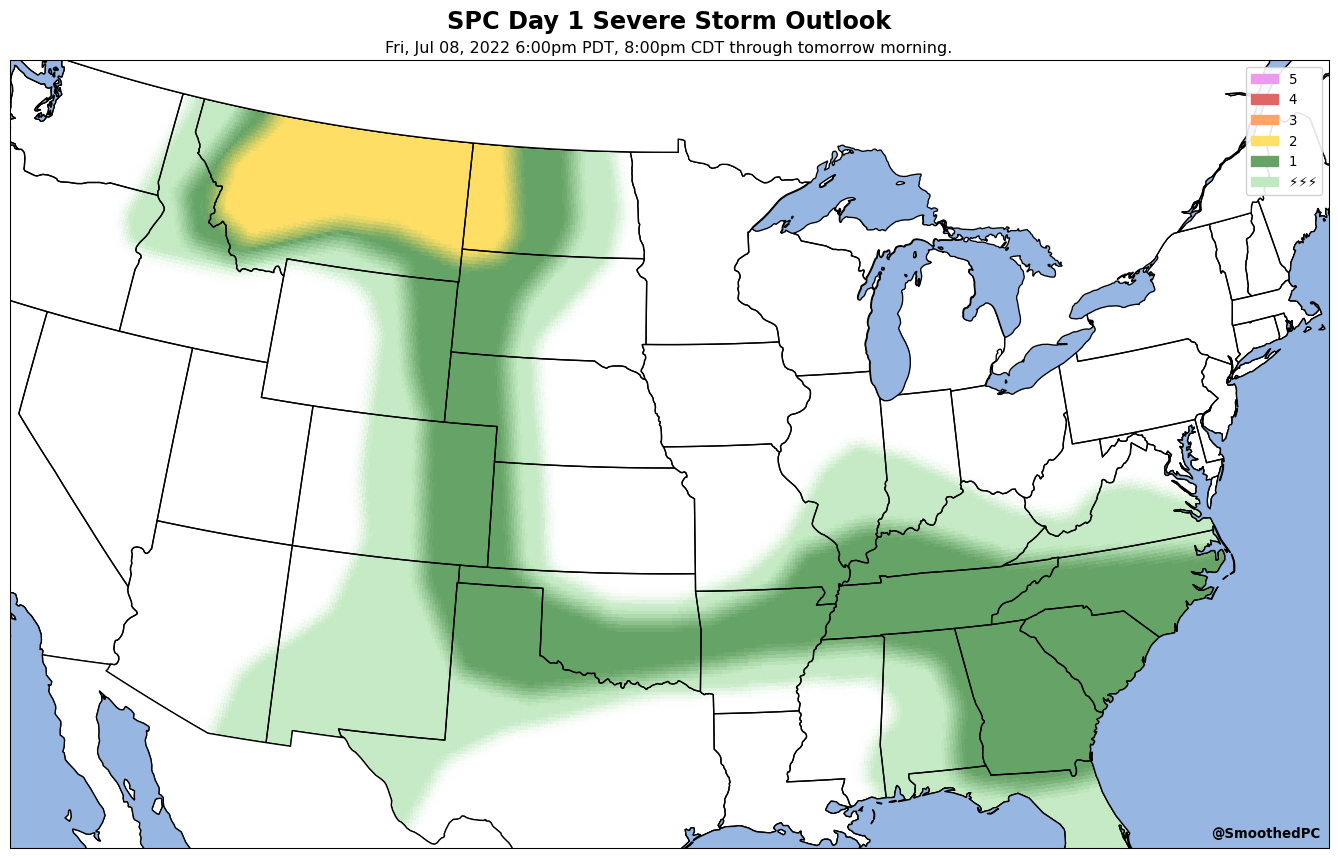 SPC Day 1 Severe Storm Outlook
Fri, Jul 08, 2022 6:00pm PDT, 8:00pm CDT through tomorrow morning.
5
4
3
2
1
⚡⚡⚡
@SmoothedPC